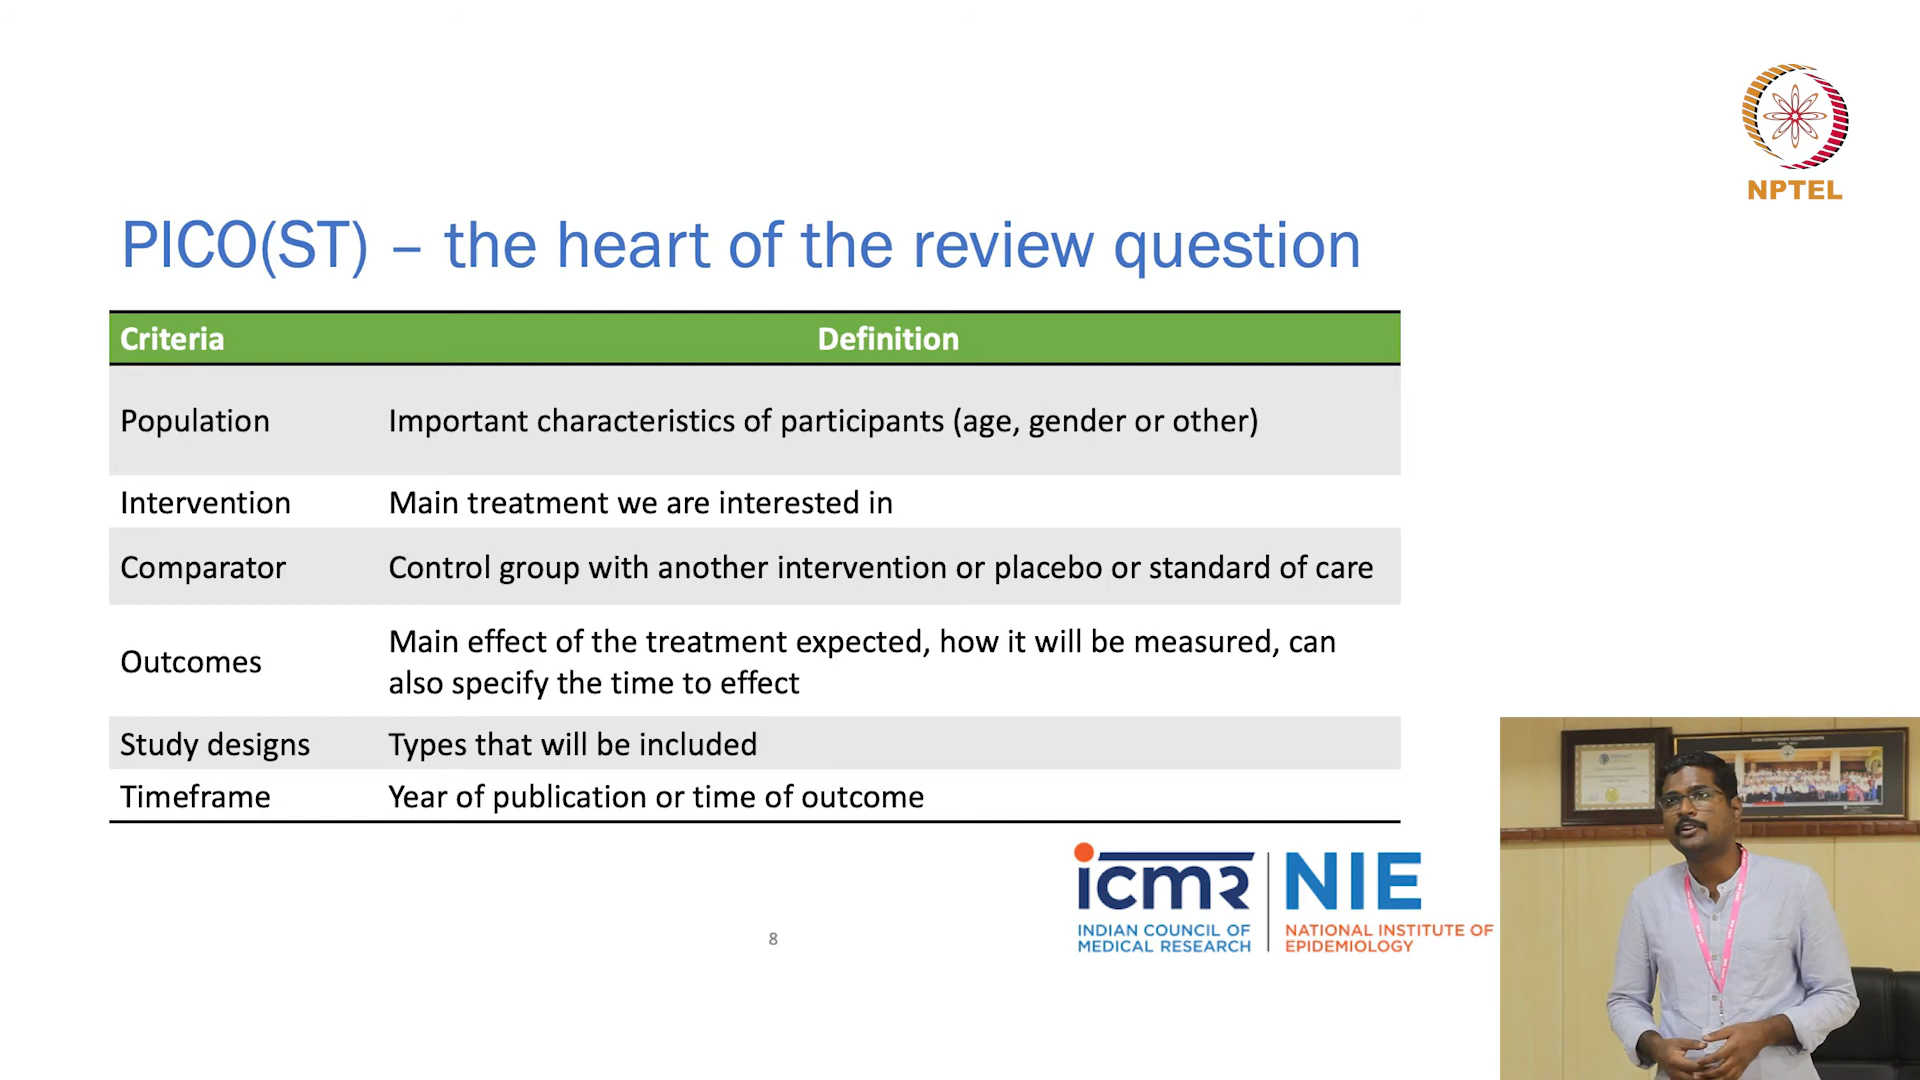 NPTEL
PICO(ST) – the heart of the review question
Criteria Definition
Population Important characteristics of participants (age, gender or other)
Intervention Main treatment we are interested in
Comparator Control group with another intervention or placebo or standard of care
Outcomes Main effect of the treatment expected, how it will be measured, can
also specify the time to effect
Study designs Types that will be included
Timeframe Year of publication or time of outcome
icmr NIE
INDIAN COUNCIL OF NATIONAL INSTITUTE OF
MEDICAL RESEARCH EPIDEMIOLOGY
8